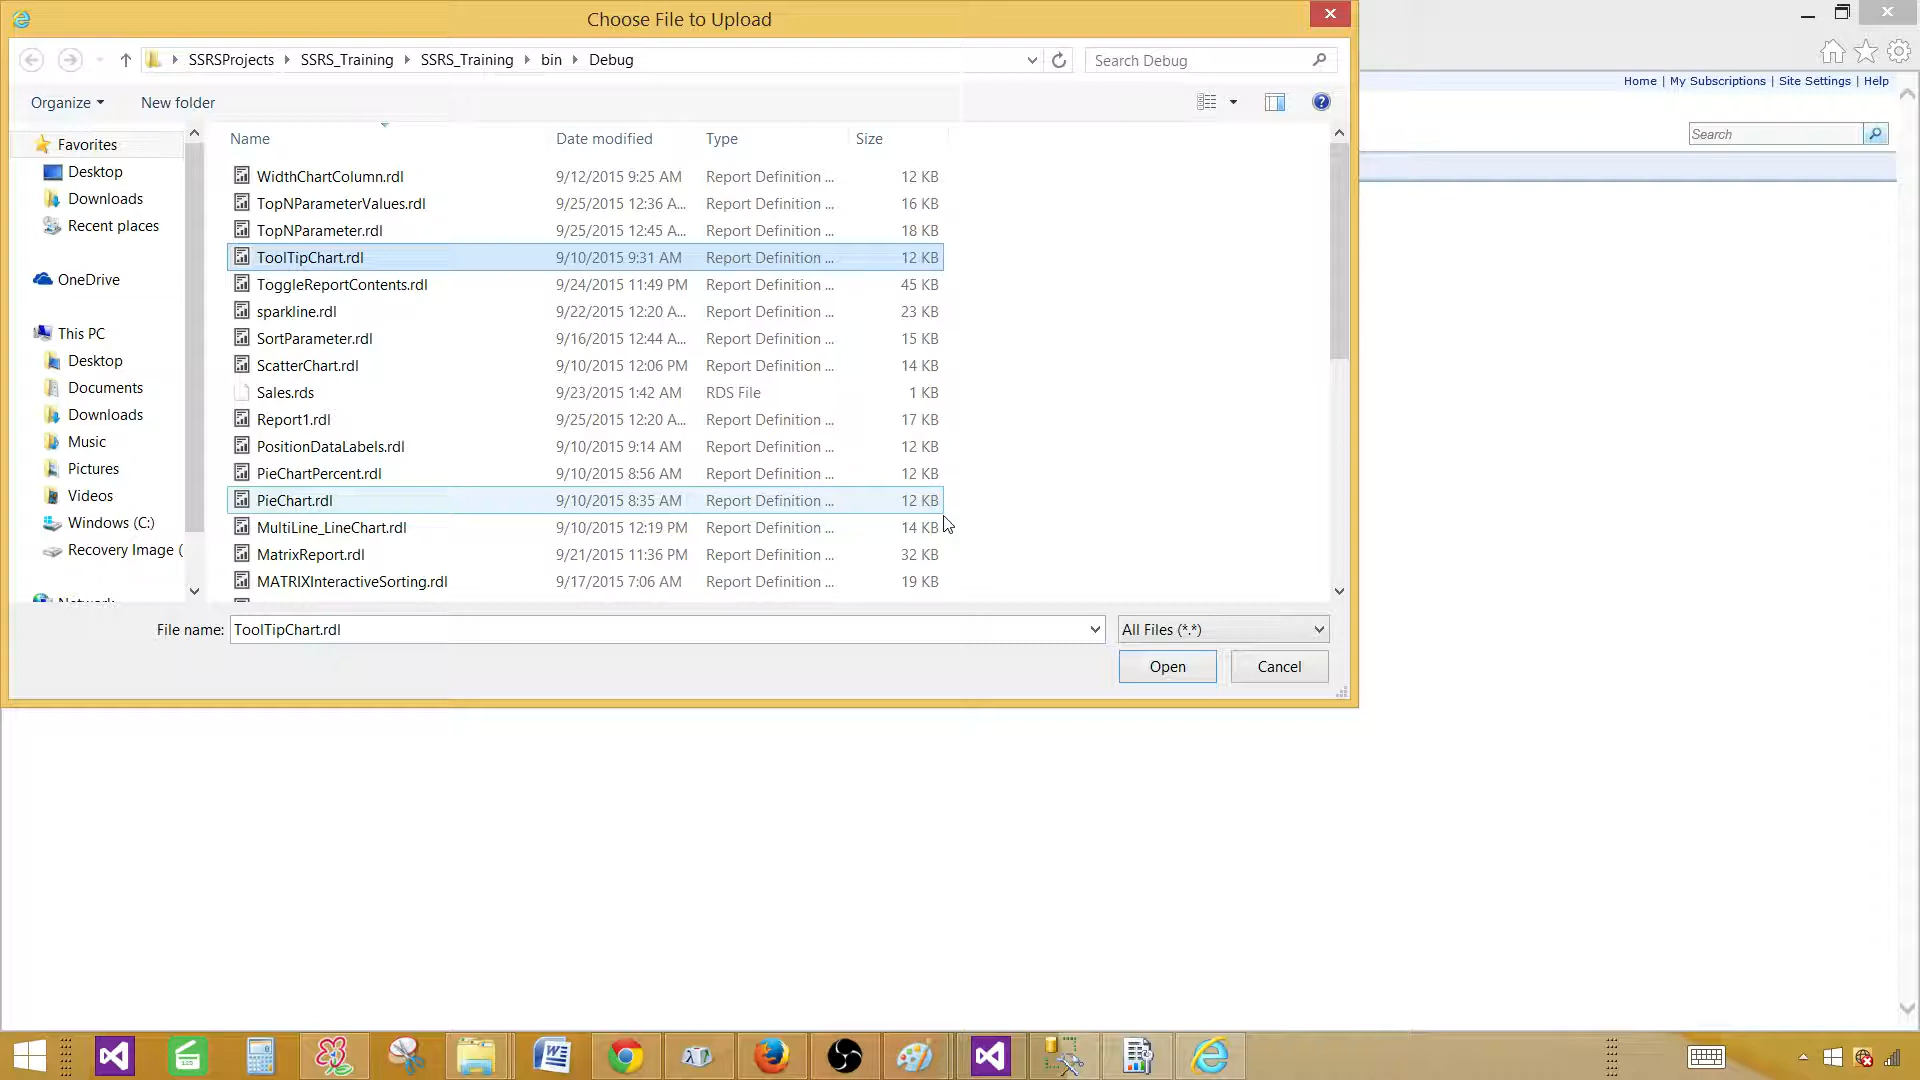 Choose File to Upload
SSRSProjects SSRS_Training SSRS_Training bin Debug
Search Debug
Home | My Subscriptions | Site Settings | Help
Organize New folder
Search
Name Date modified Type Size
Favorites
Desktop
Downloads
Recent places
OneDrive
This PC
Desktop
Documents
Downloads
Music
Pictures
Videos
Windows (C:)
Recovery Image (
WidthChartColumn.rdl 9/12/2015 9:25 AM Report Definition ... 12 KB
TopNParameterValues.rdl 9/25/2015 12:36 A... Report Definition ... 16 KB
TopNParameter.rdl 9/25/2015 12:45 A... Report Definition ... 18 KB
ToolTipChart.rdl 9/10/2015 9:31 AM Report Definition ... 12 KB
ToggleReportContents.rdl 9/24/2015 11:49 PM Report Definition ... 45 KB
sparkline.rdl 9/22/2015 12:20 A... Report Definition ... 23 KB
SortParameter.rdl 9/16/2015 12:44 A... Report Definition ... 15 KB
ScatterChart.rdl 9/10/2015 12:06 PM Report Definition ... 14 KB
Sales.rds 9/23/2015 1:42 AM RDS File 1 KB
Report1.rdl 9/25/2015 12:20 A... Report Definition ... 17 KB
PositionDataLabels.rdl 9/10/2015 9:14 AM Report Definition ... 12 KB
PieChartPercent.rdl 9/10/2015 8:56 AM Report Definition ... 12 KB
PieChart.rdl 9/10/2015 8:35 AM Report Definition ... 12 KB
MultiLine_LineChart.rdl 9/10/2015 12:19 PM Report Definition ... 14 KB
MatrixReport.rdl 9/21/2015 11:36 PM Report Definition ... 32 KB
MATRIXInteractiveSorting.rdl 9/17/2015 7:06 AM Report Definition ... 19 KB
File name: ToolTipChart.rdl All Files (*.*)
Open Cancel